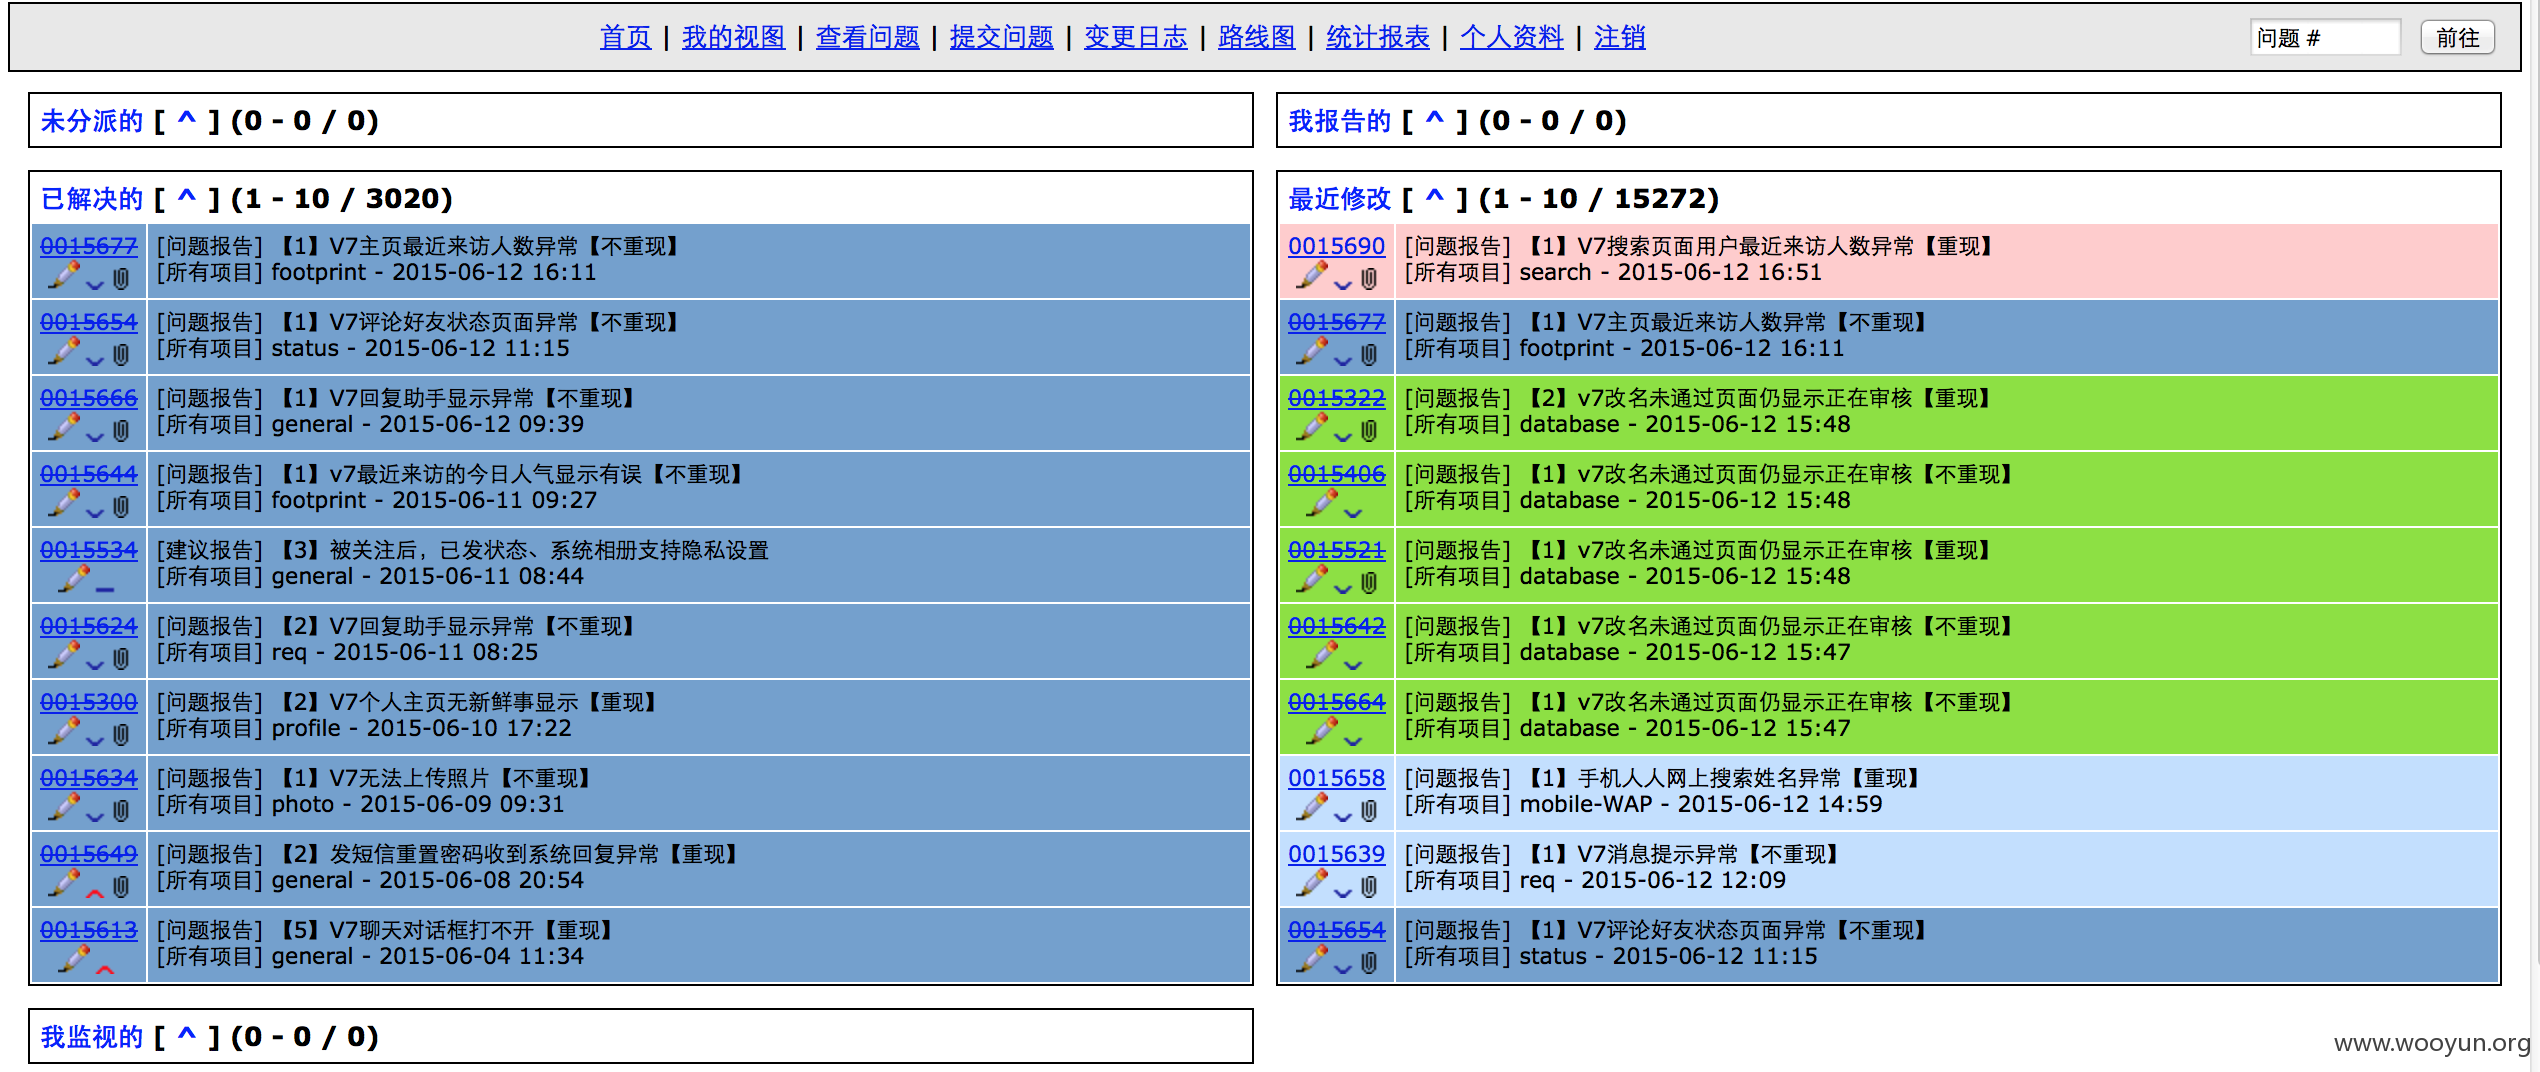 首页 | 我的视图 | 查看问题 | 提交问题 | 变更日志 | 路线图 | 统计报表 | 个人资料 | 注销
问题 #
前往
未分派的 [ ^ ] (0 - 0 / 0)
我报告的 [ ^ ] (0 - 0 / 0)
已解决的 [ ^ ] (1 - 10 / 3020)
0015677
[问题报告] 【1】V7主页最近来访人数异常【不重现】
[所有项目] footprint - 2015-06-12 16:11
0015654
[问题报告] 【1】V7评论好友状态页面异常【不重现】
[所有项目] status - 2015-06-12 11:15
0015666
[问题报告] 【1】V7回复助手显示异常【不重现】
[所有项目] general - 2015-06-12 09:39
0015644
[问题报告] 【1】v7最近来访的今日人气显示有误【不重现】
[所有项目] footprint - 2015-06-11 09:27
0015534
[建议报告] 【3】被关注后，已发状态、系统相册支持隐私设置
[所有项目] general - 2015-06-11 08:44
0015624
[问题报告] 【2】V7回复助手显示异常【不重现】
[所有项目] req - 2015-06-11 08:25
0015300
[问题报告] 【2】V7个人主页无新鲜事显示【重现】
[所有项目] profile - 2015-06-10 17:22
0015634
[问题报告] 【1】V7无法上传照片【不重现】
[所有项目] photo - 2015-06-09 09:31
0015649
[问题报告] 【2】发短信重置密码收到系统回复异常【重现】
[所有项目] general - 2015-06-08 20:54
0015613
[问题报告] 【5】V7聊天对话框打不开【重现】
[所有项目] general - 2015-06-04 11:34
最近修改 [ ^ ] (1 - 10 / 15272)
0015690
[问题报告] 【1】V7搜索页面用户最近来访人数异常【重现】
[所有项目] search - 2015-06-12 16:51
0015677
[问题报告] 【1】V7主页最近来访人数异常【不重现】
[所有项目] footprint - 2015-06-12 16:11
0015322
[问题报告] 【2】v7改名未通过页面仍显示正在审核【重现】
[所有项目] database - 2015-06-12 15:48
0015406
[问题报告] 【1】v7改名未通过页面仍显示正在审核【不重现】
[所有项目] database - 2015-06-12 15:48
0015521
[问题报告] 【1】v7改名未通过页面仍显示正在审核【重现】
[所有项目] database - 2015-06-12 15:48
0015642
[问题报告] 【1】v7改名未通过页面仍显示正在审核【不重现】
[所有项目] database - 2015-06-12 15:47
0015664
[问题报告] 【1】v7改名未通过页面仍显示正在审核【不重现】
[所有项目] database - 2015-06-12 15:47
0015658
[问题报告] 【1】手机人人网上搜索姓名异常【重现】
[所有项目] mobile-WAP - 2015-06-12 14:59
0015639
[问题报告] 【1】V7消息提示异常【不重现】
[所有项目] req - 2015-06-12 12:09
0015654
[问题报告] 【1】V7评论好友状态页面异常【不重现】
[所有项目] status - 2015-06-12 11:15
我监视的 [ ^ ] (0 - 0 / 0)
www.wooyun.org